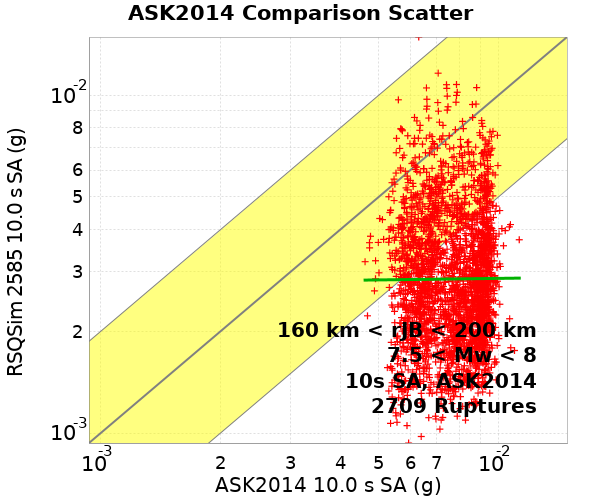 ASK2014 Comparison Scatter
RSQSim 2585 10.0 s SA (g)
10-2
8
6
5
4
3
2
10-3
160 km < rJB < 200 km
7.5 < Mw < 8
10s SA, ASK2014
2709 Ruptures
10-3 2 3 4 5 6 7 10-2
ASK2014 10.0 s SA (g)